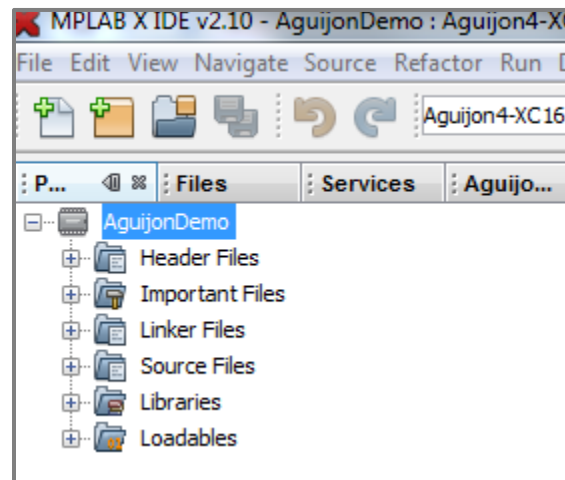 MPLAB X IDE v2.10 - AguijonDemo : Aguijon4-X
File Edit View Navigate Source Refactor Run
Aguijon4-XC16
P... Files Services Aguijo...
AguijonDemo
Header Files
Important Files
Linker Files
Source Files
Libraries
Loadables